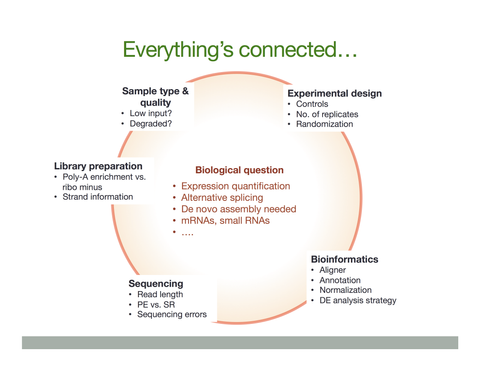 Everything's connected…
Sample type &
quality
• Low input?
• Degraded?
Experimental design
• Controls
• No. of replicates
• Randomization
Library preparation
• Poly-A enrichment vs.
ribo minus
• Strand information
Biological question
• Expression quantification
• Alternative splicing
• De novo assembly needed
• mRNAs, small RNAs
• ….
Bioinformatics
• Aligner
• Annotation
• Normalization
• DE analysis strategy
Sequencing
• Read length
• PE vs. SR
• Sequencing errors